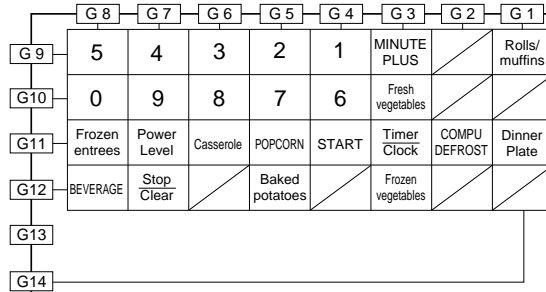 G 8 G 7 G 6 G 5 G 4 G 3 G 2 G 1
G 9 5 4 3 2 1 MINUTE PLUS Rolls/ muffins
G10 0 9 8 7 6 Fresh vegetables
G11 Frozen entrees Power Level Casserole POPCORN START Timer Clock COMPU DEFROST Dinner Plate
G12 BEVERAGE Stop Clear Baked potatoes Frozen vegetables
G13
G14